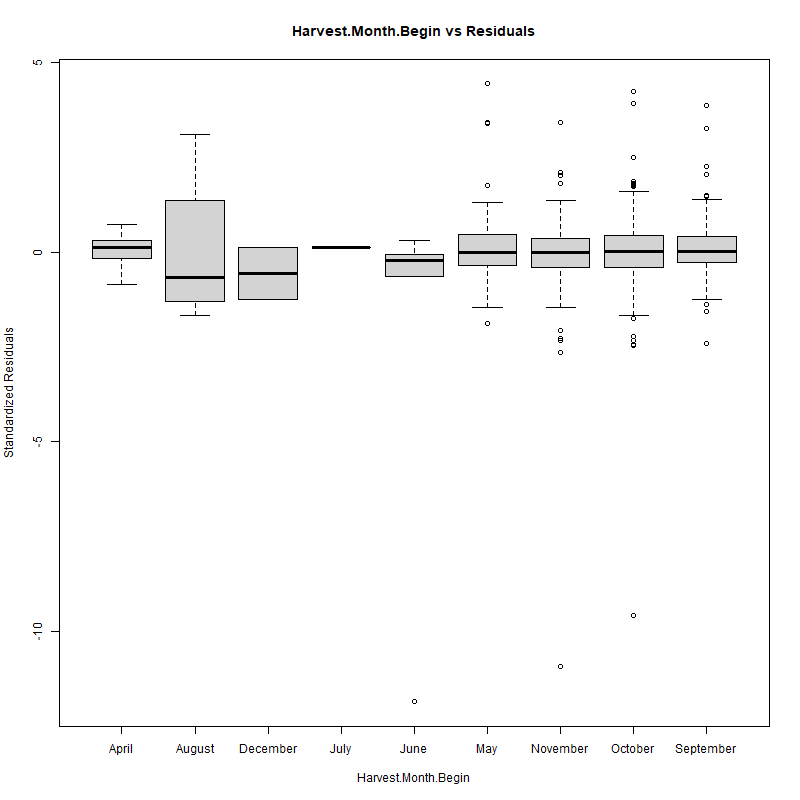 Harvest.Month.Begin vs Residuals
Standardized Residuals
5
0
-5
-10
April August December July June May November October September
Harvest.Month.Begin